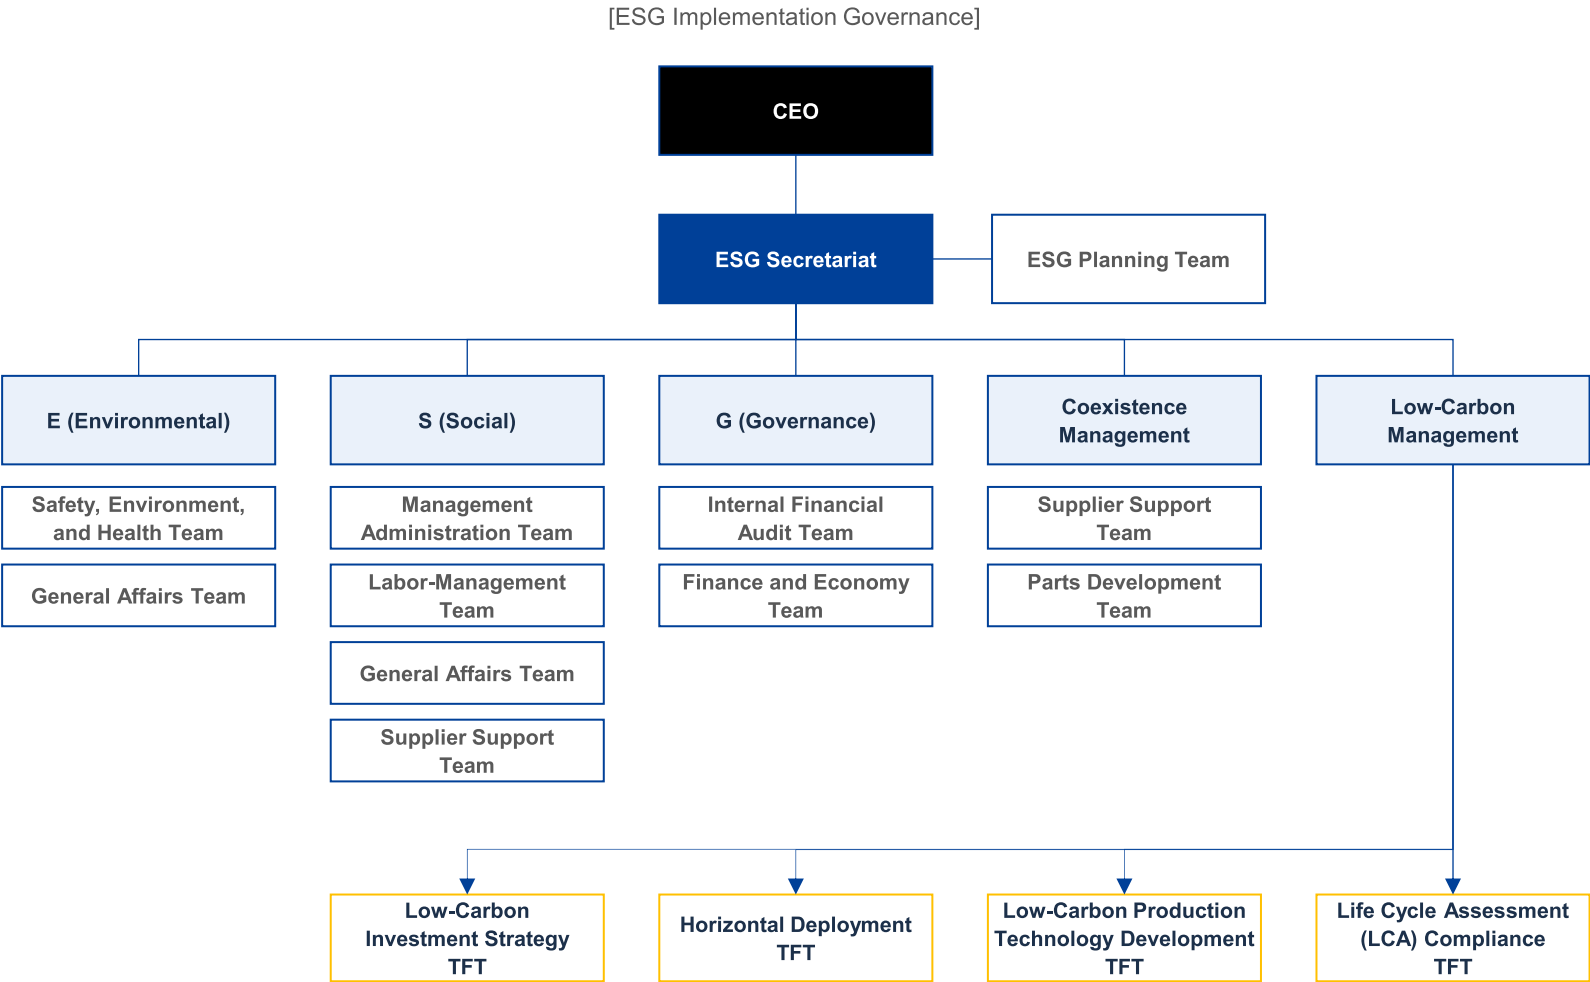 [ESG Implementation Governance]
CEO
ESG Secretariat
ESG Planning Team
E (Environmental)
S (Social)
G (Governance)
Coexistence
Management
Low-Carbon
Management
Safety, Environment,
and Health Team
General Affairs Team
Management
Administration Team
Labor-Management
Team
General Affairs Team
Supplier Support
Team
Internal Financial
Audit Team
Finance and Economy
Team
Supplier Support
Team
Parts Development
Team
Low-Carbon
Investment Strategy
TFT
Horizontal Deployment
TFT
Low-Carbon Production
Technology Development
TFT
Life Cycle Assessment
(LCA) Compliance
TFT